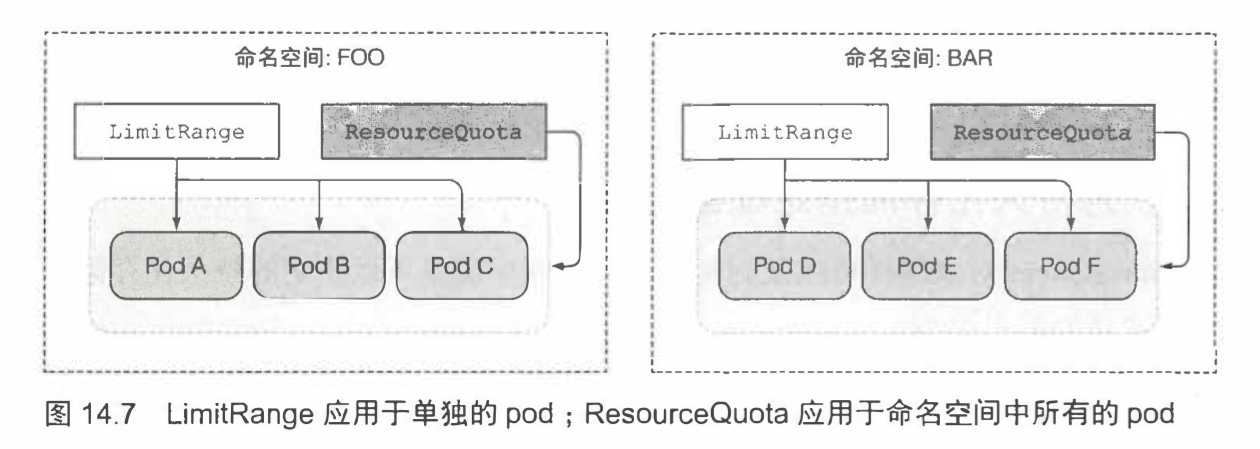 命名空间: FOO
LimitRange
ResourceQuota
Pod A
Pod B
Pod C
命名空间: BAR
LimitRange
ResourceQuota
Pod D
Pod E
Pod F
图 14.7 LimitRange 应用于单独的 pod；ResourceQuota 应用于命名空间中所有的 pod